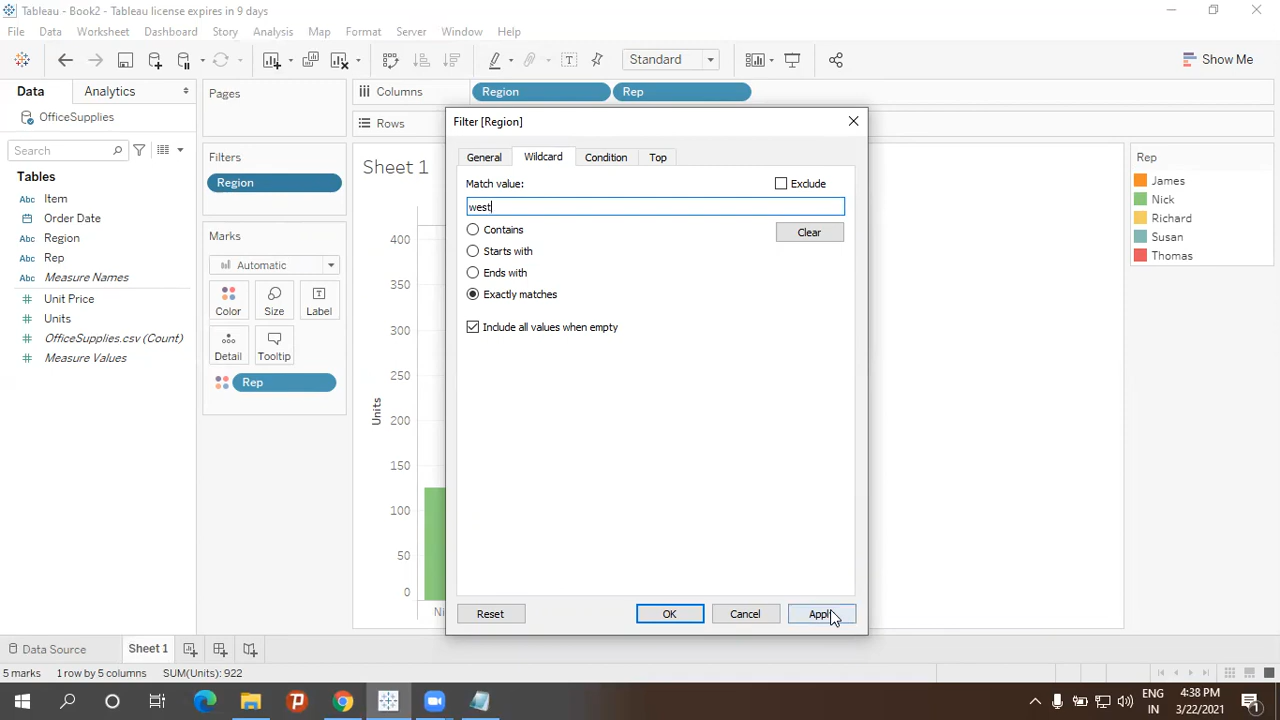 Tableau - Book2 - Tableau license expires in 9 days
File Data Worksheet Dashboard Story Analysis Map Format Server Window Help
Standard
Show Me
Data Analytics
OfficeSupplies
Search
Tables
Item
Order Date
Region
Rep
Measure Names
Unit Price
Units
OfficeSupplies.csv (Count)
Measure Values
Pages
Filters
Region
Marks
Automatic
Color Size Label
Detail Tooltip
Rep
Columns Region Rep
Rows
Sheet 1
400
350
300
250
200
150
100
50
0
Units
Filter [Region]
General Wildcard Condition Top
Match value:
Exclude
west
Contains
Clear
Starts with
Ends with
Exactly matches
Include all values when empty
Reset OK Cancel Apply
Rep
James
Nick
Richard
Susan
Thomas
Data Source Sheet 1
5 marks 1 row by 5 columns SUM(Units): 922
ENG
IN
4:38 PM
3/22/2021
1